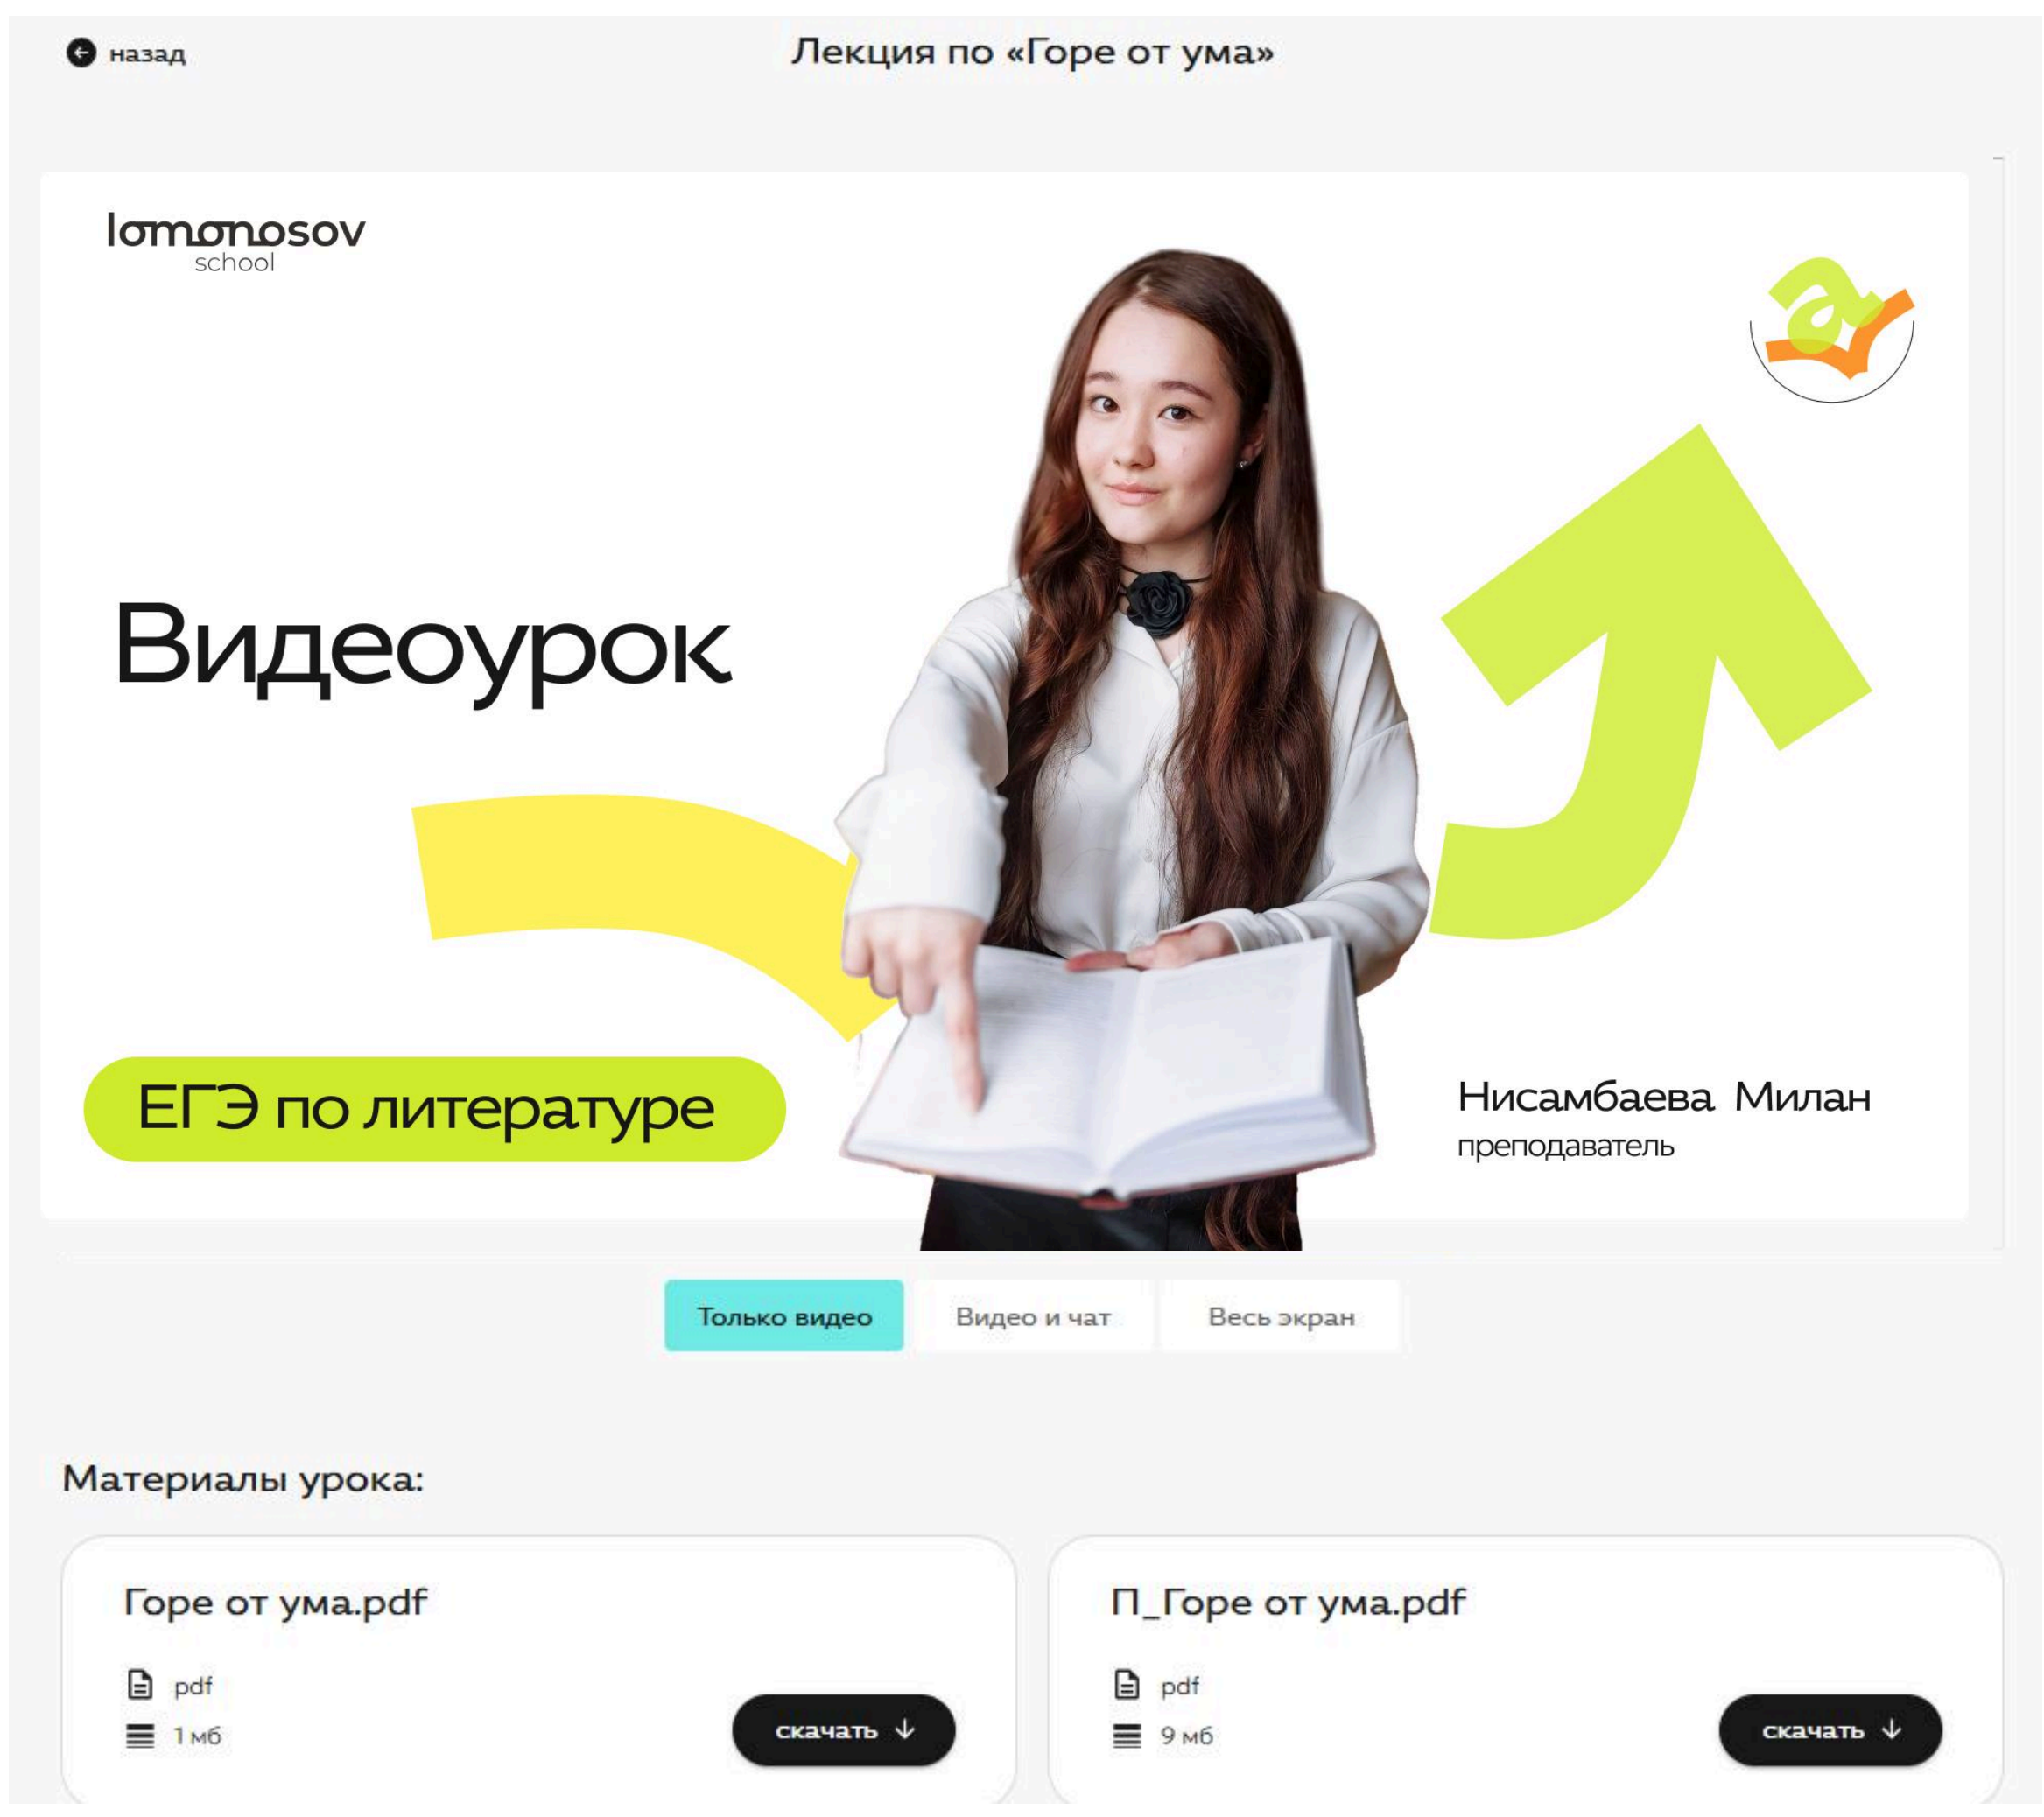 назад
Лекция по «Горе от ума»
lomonosov
school
Видеоурок
ЕГЭ по литературе
Нисамбаева Милан
преподаватель
Только видео
Видео и чат
Весь экран
Материалы урока:
Горе от ума.pdf
pdf
1 мб
скачать
П_Горе от ума.pdf
pdf
9 мб
скачать